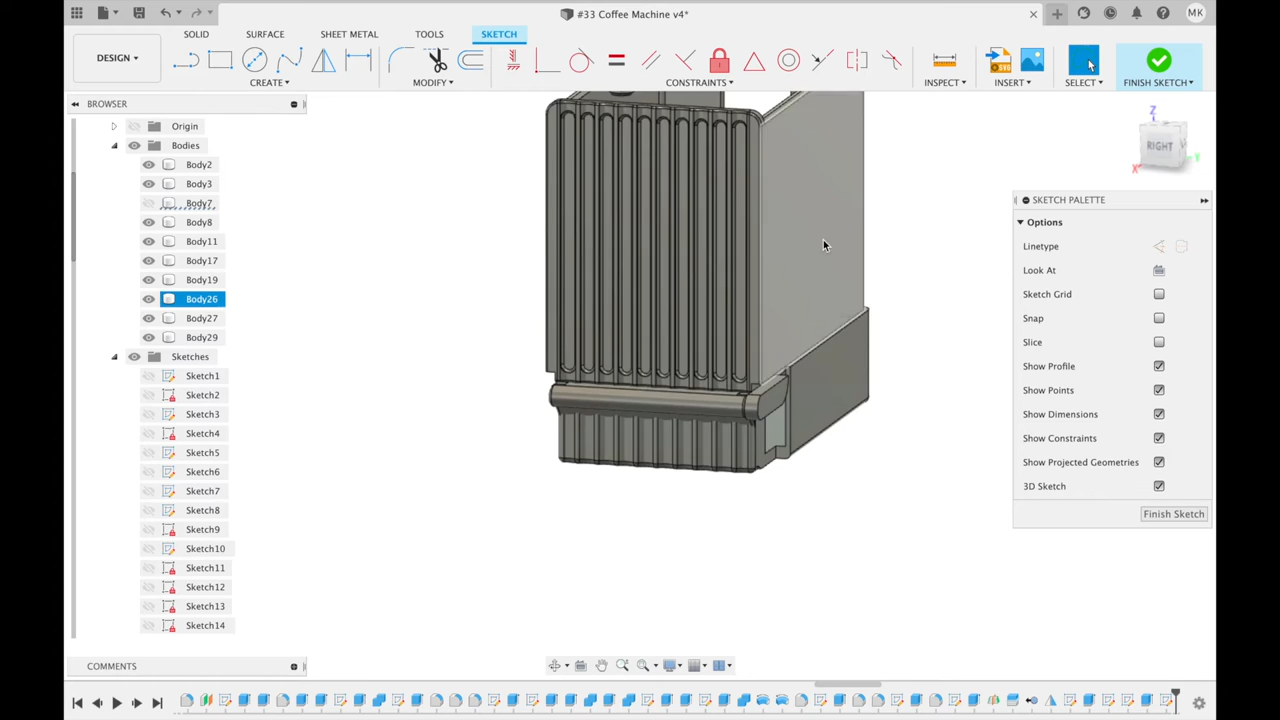 #33 Coffee Machine v4*
MK
DESIGN
SOLID
SURFACE
SHEET METAL
TOOLS
SKETCH
CREATE
MODIFY
CONSTRAINTS
INSPECT
INSERT
SVG
SELECT
FINISH SKETCH
BROWSER
Origin
Bodies
Body2
Body3
Body7
Body8
Body11
Body17
Body19
Body26
Body27
Body29
Sketches
Sketch1
Sketch2
Sketch3
Sketch4
Sketch5
Sketch6
Sketch7
Sketch8
Sketch9
Sketch10
Sketch11
Sketch12
Sketch13
Sketch14
Z
RIGHT
X
Y
SKETCH PALETTE
Options
Linetype
Look At
Sketch Grid
Snap
Slice
Show Profile
Show Points
Show Dimensions
Show Constraints
Show Projected Geometries
3D Sketch
Finish Sketch
COMMENTS